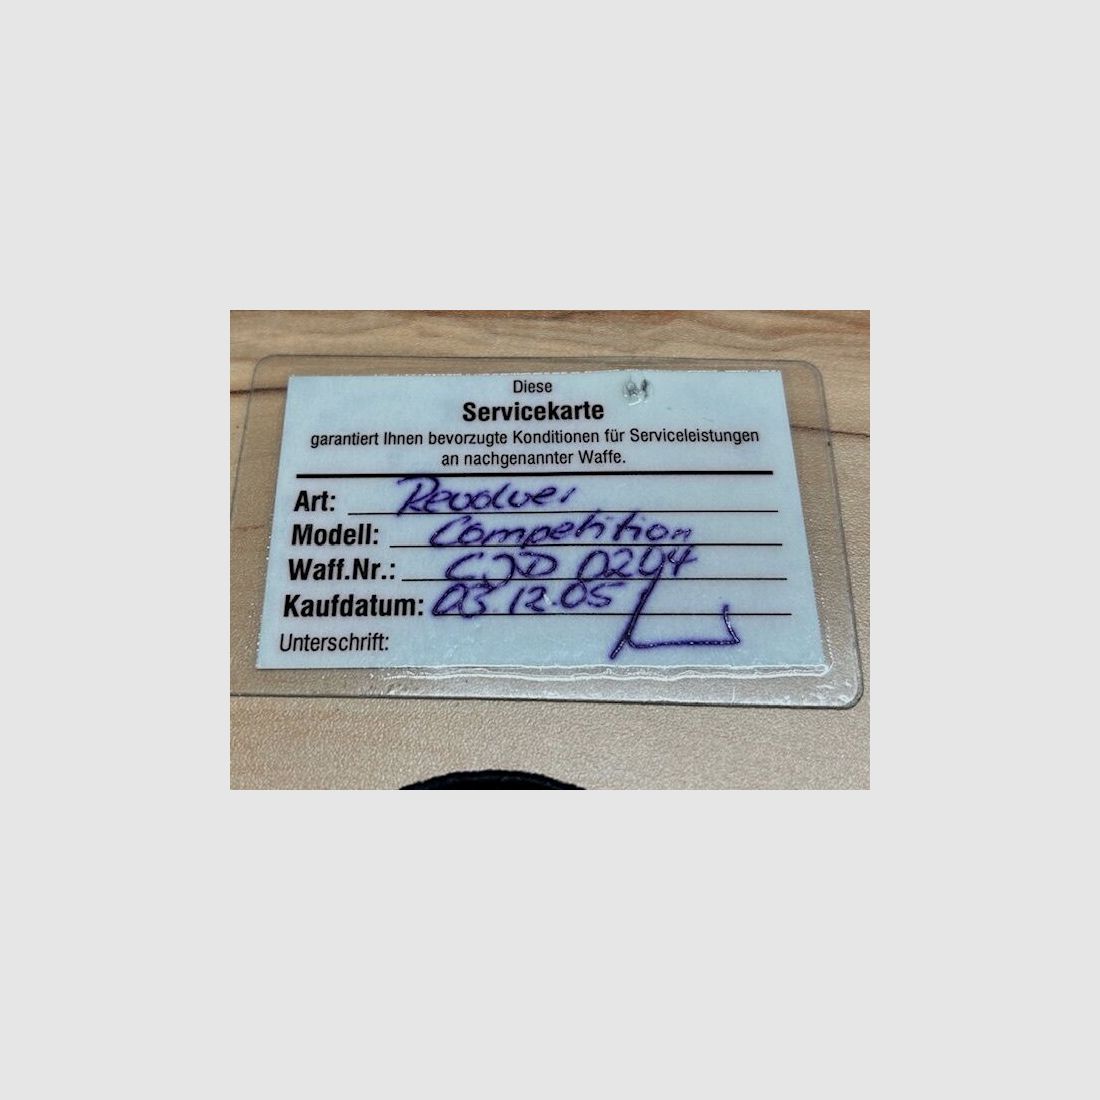 Diese
Servicekarte
garantiert Ihnen bevorzugte Konditionen für Serviceleistungen
an nachgenannter Waffe.
Art: Revolver
Modell: Competition
Waff.Nr.: CJD 0204
Kaufdatum: 03.12.05
Unterschrift: